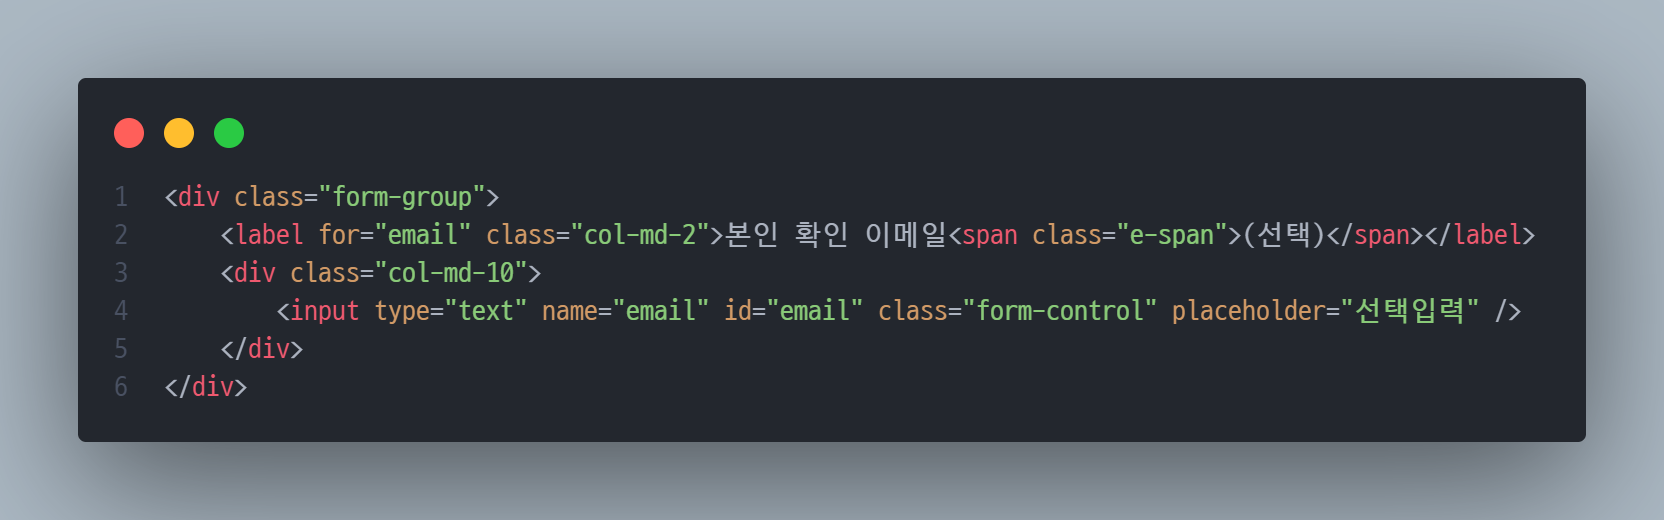 1 <div class="form-group">
2     <label for="email" class="col-md-2">본인 확인 이메일<span class="e-span">(선택)</span></label>
3     <div class="col-md-10">
4         <input type="text" name="email" id="email" class="form-control" placeholder="선택입력" />
5     </div>
6 </div>